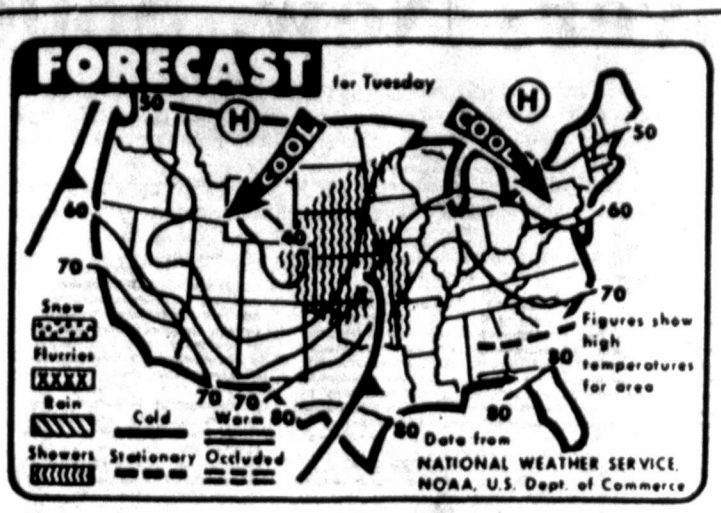 FORECAST
for Tuesday
50
H
COOL
H
COOL
50
60
60
60
70
70
Snow
Flurries
Rain
Showers
Cold
Warm
Stationary
Occluded
70
70
80
80
80
80
Figures show
high
temperatures
for area
Data from
NATIONAL WEATHER SERVICE,
NOAA, U.S. Dept. of Commerce